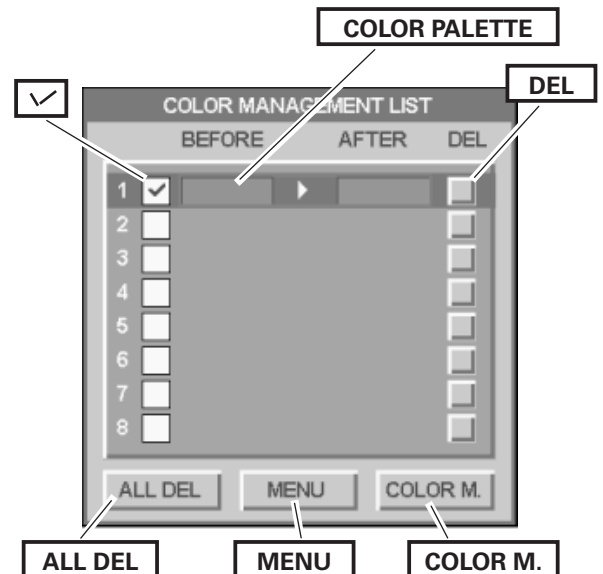 COLOR PALETTE
✓
DEL
COLOR MANAGEMENT LIST
BEFORE AFTER DEL
1 ✓
2
3
4
5
6
7
8
ALL DEL MENU COLOR M.
ALL DEL MENU COLOR M.